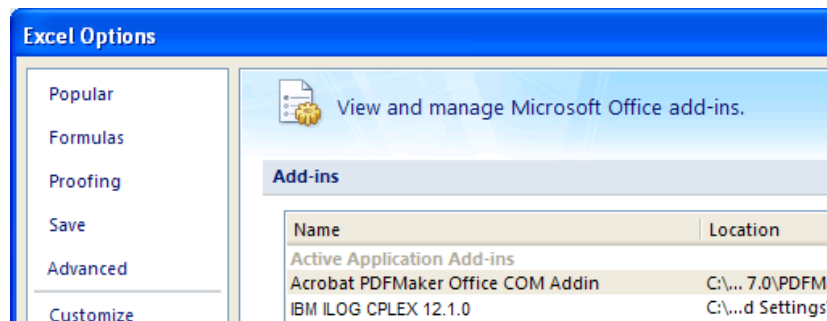 Excel Options
Popular
Formulas
Proofing
Save
Advanced
Customize
View and manage Microsoft Office add-ins.
Add-ins
Name Location
Active Application Add-ins
Acrobat PDFMaker Office COM Addin C:\... 7.0\PDFM
IBM ILOG CPLEX 12.1.0 C:\...d Settings\